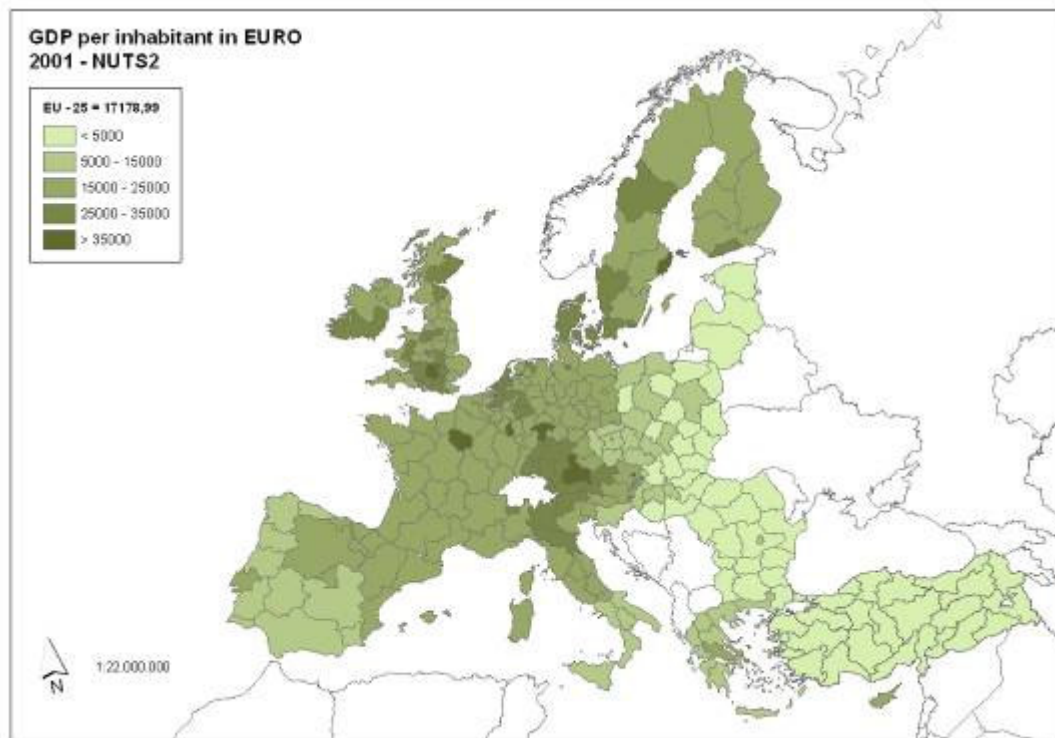 GDP per inhabitant in EURO
2001 - NUTS2
EU - 25 = 17178,99
< 5000
5000 - 15000
15000 - 25000
25000 - 35000
> 35000
1:22.000.000
N